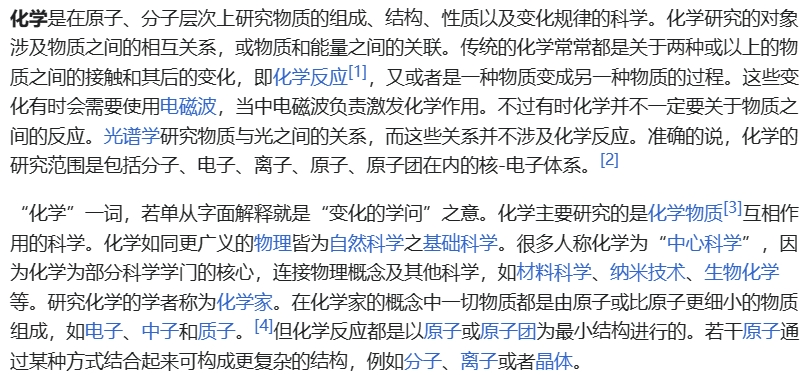 化学是在原子、分子层次上研究物质的组成、结构、性质以及变化规律的科学。化学研究的对象
涉及物质之间的相互关系，或物质和能量之间的关联。传统的化学常常都是关于两种或以上的物
质之间的接触和其后的变化，即化学反应[1]，又或者是一种物质变成另一种物质的过程。这些变
化有时会需要使用电磁波，当中电磁波负责激发化学作用。不过有时化学并不一定要关于物质之
间的反应。光谱学研究物质与光之间的关系，而这些关系并不涉及化学反应。准确的说，化学的
研究范围是包括分子、电子、离子、原子、原子团在内的核-电子体系。[2]
“化学”一词，若单从字面解释就是“变化的学问”之意。化学主要研究的是化学物质[3]互相作
用的科学。化学如同更广义的物理皆为自然科学之基础科学。很多人称化学为“中心科学”，因
为化学为部分科学学门的核心，连接物理概念及其他科学，如材料科学、纳米技术、生物化学
等。研究化学的学者称为化学家。在化学家的概念中一切物质都是由原子或比原子更细小的物质
组成，如电子、中子和质子。[4]但化学反应都是以原子或原子团为最小结构进行的。若干原子通
过某种方式结合起来可构成更复杂的结构，例如分子、离子或者晶体。